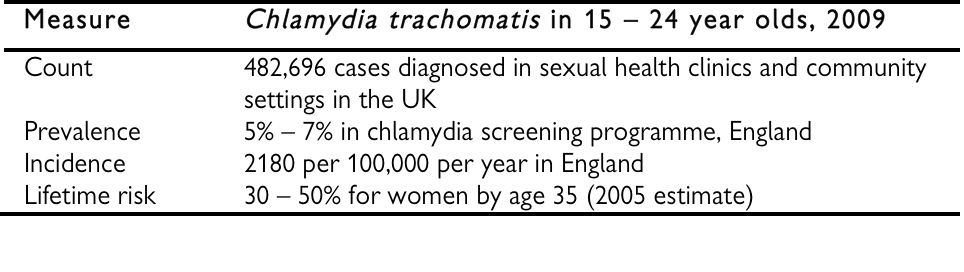 Measure Chlamydia trachomatis in 15 – 24 year olds, 2009
Count 482,696 cases diagnosed in sexual health clinics and community
settings in the UK
Prevalence 5% – 7% in chlamydia screening programme, England
Incidence 2180 per 100,000 per year in England
Lifetime risk 30 – 50% for women by age 35 (2005 estimate)